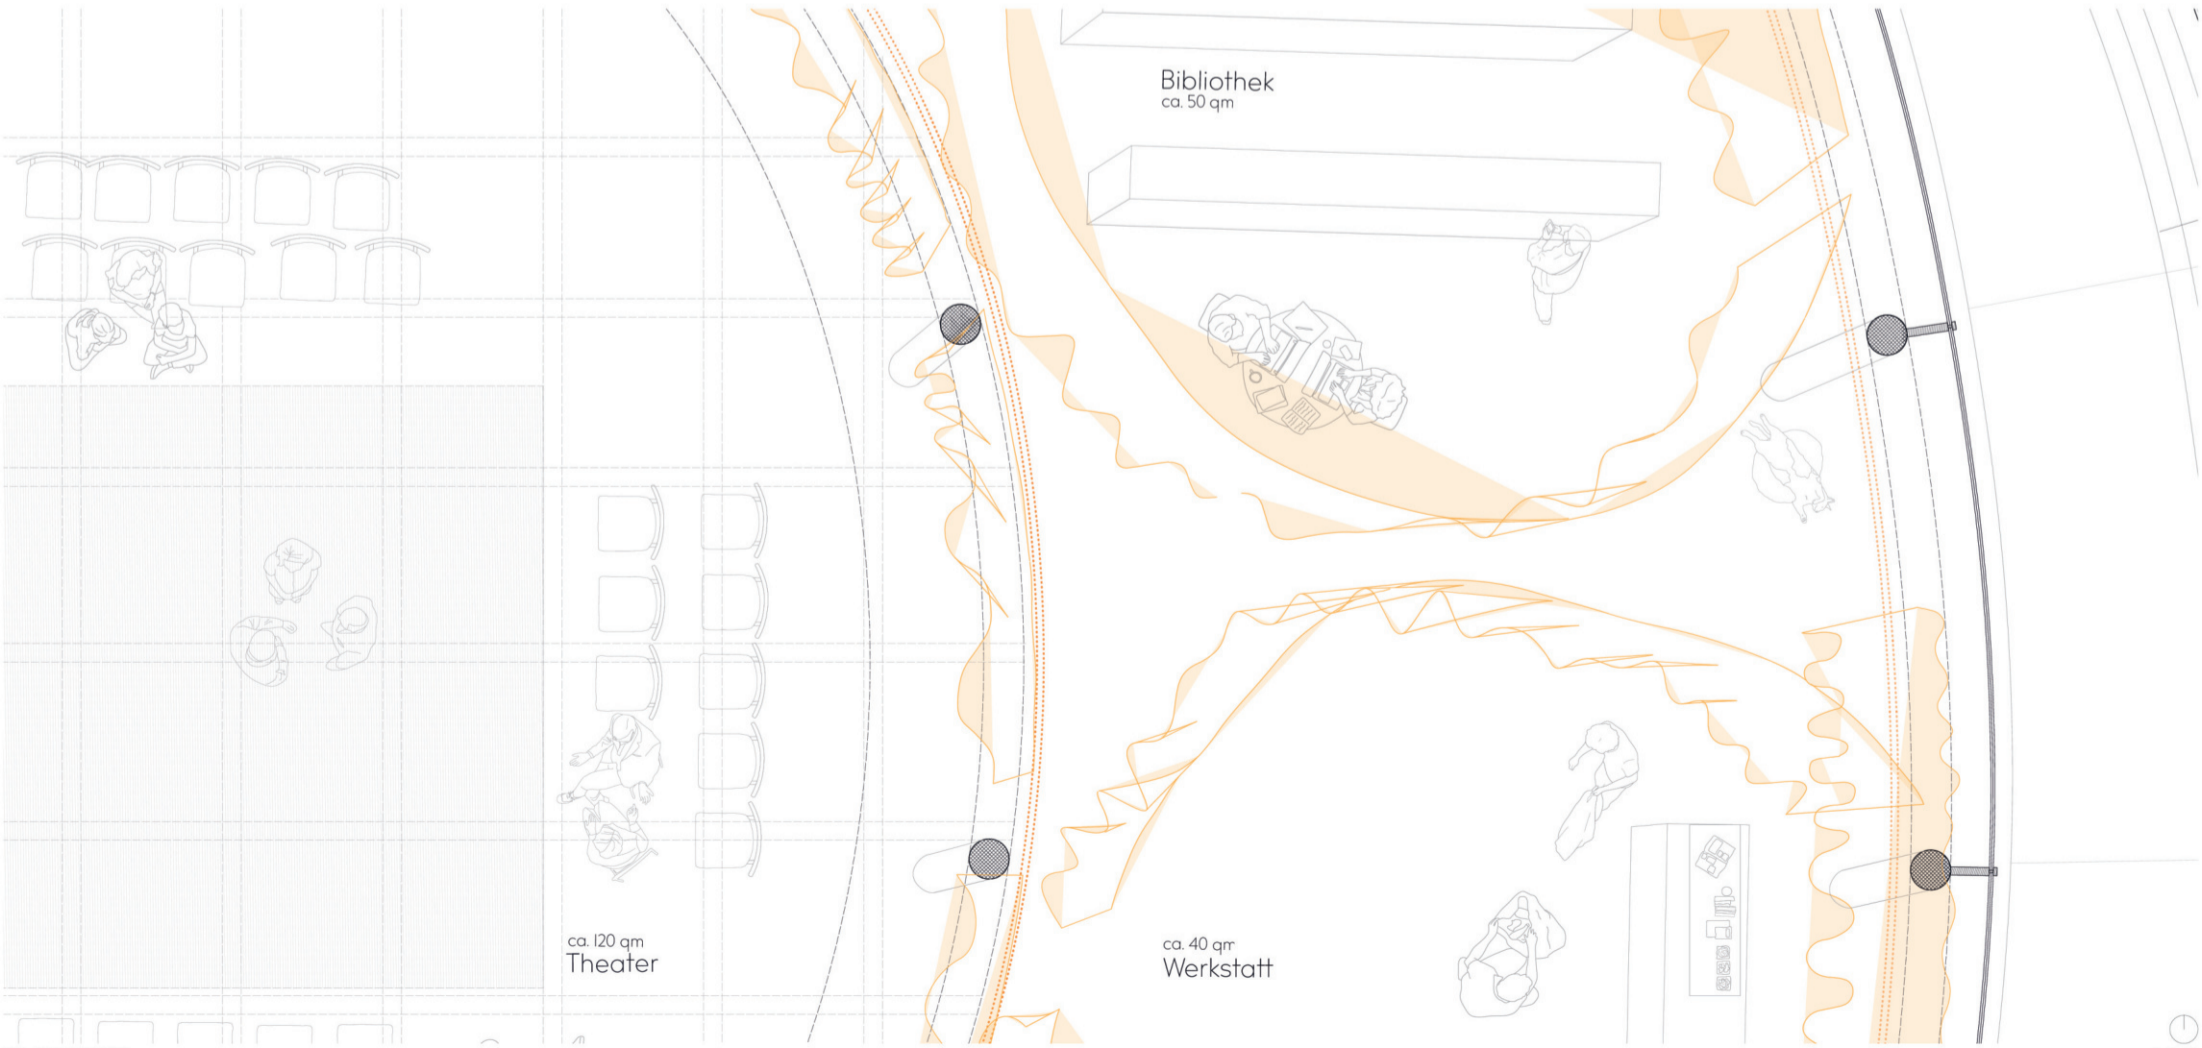 Bibliothek
ca. 50 qm
ca. 120 qm
Theater
ca. 40 qm
Werkstatt